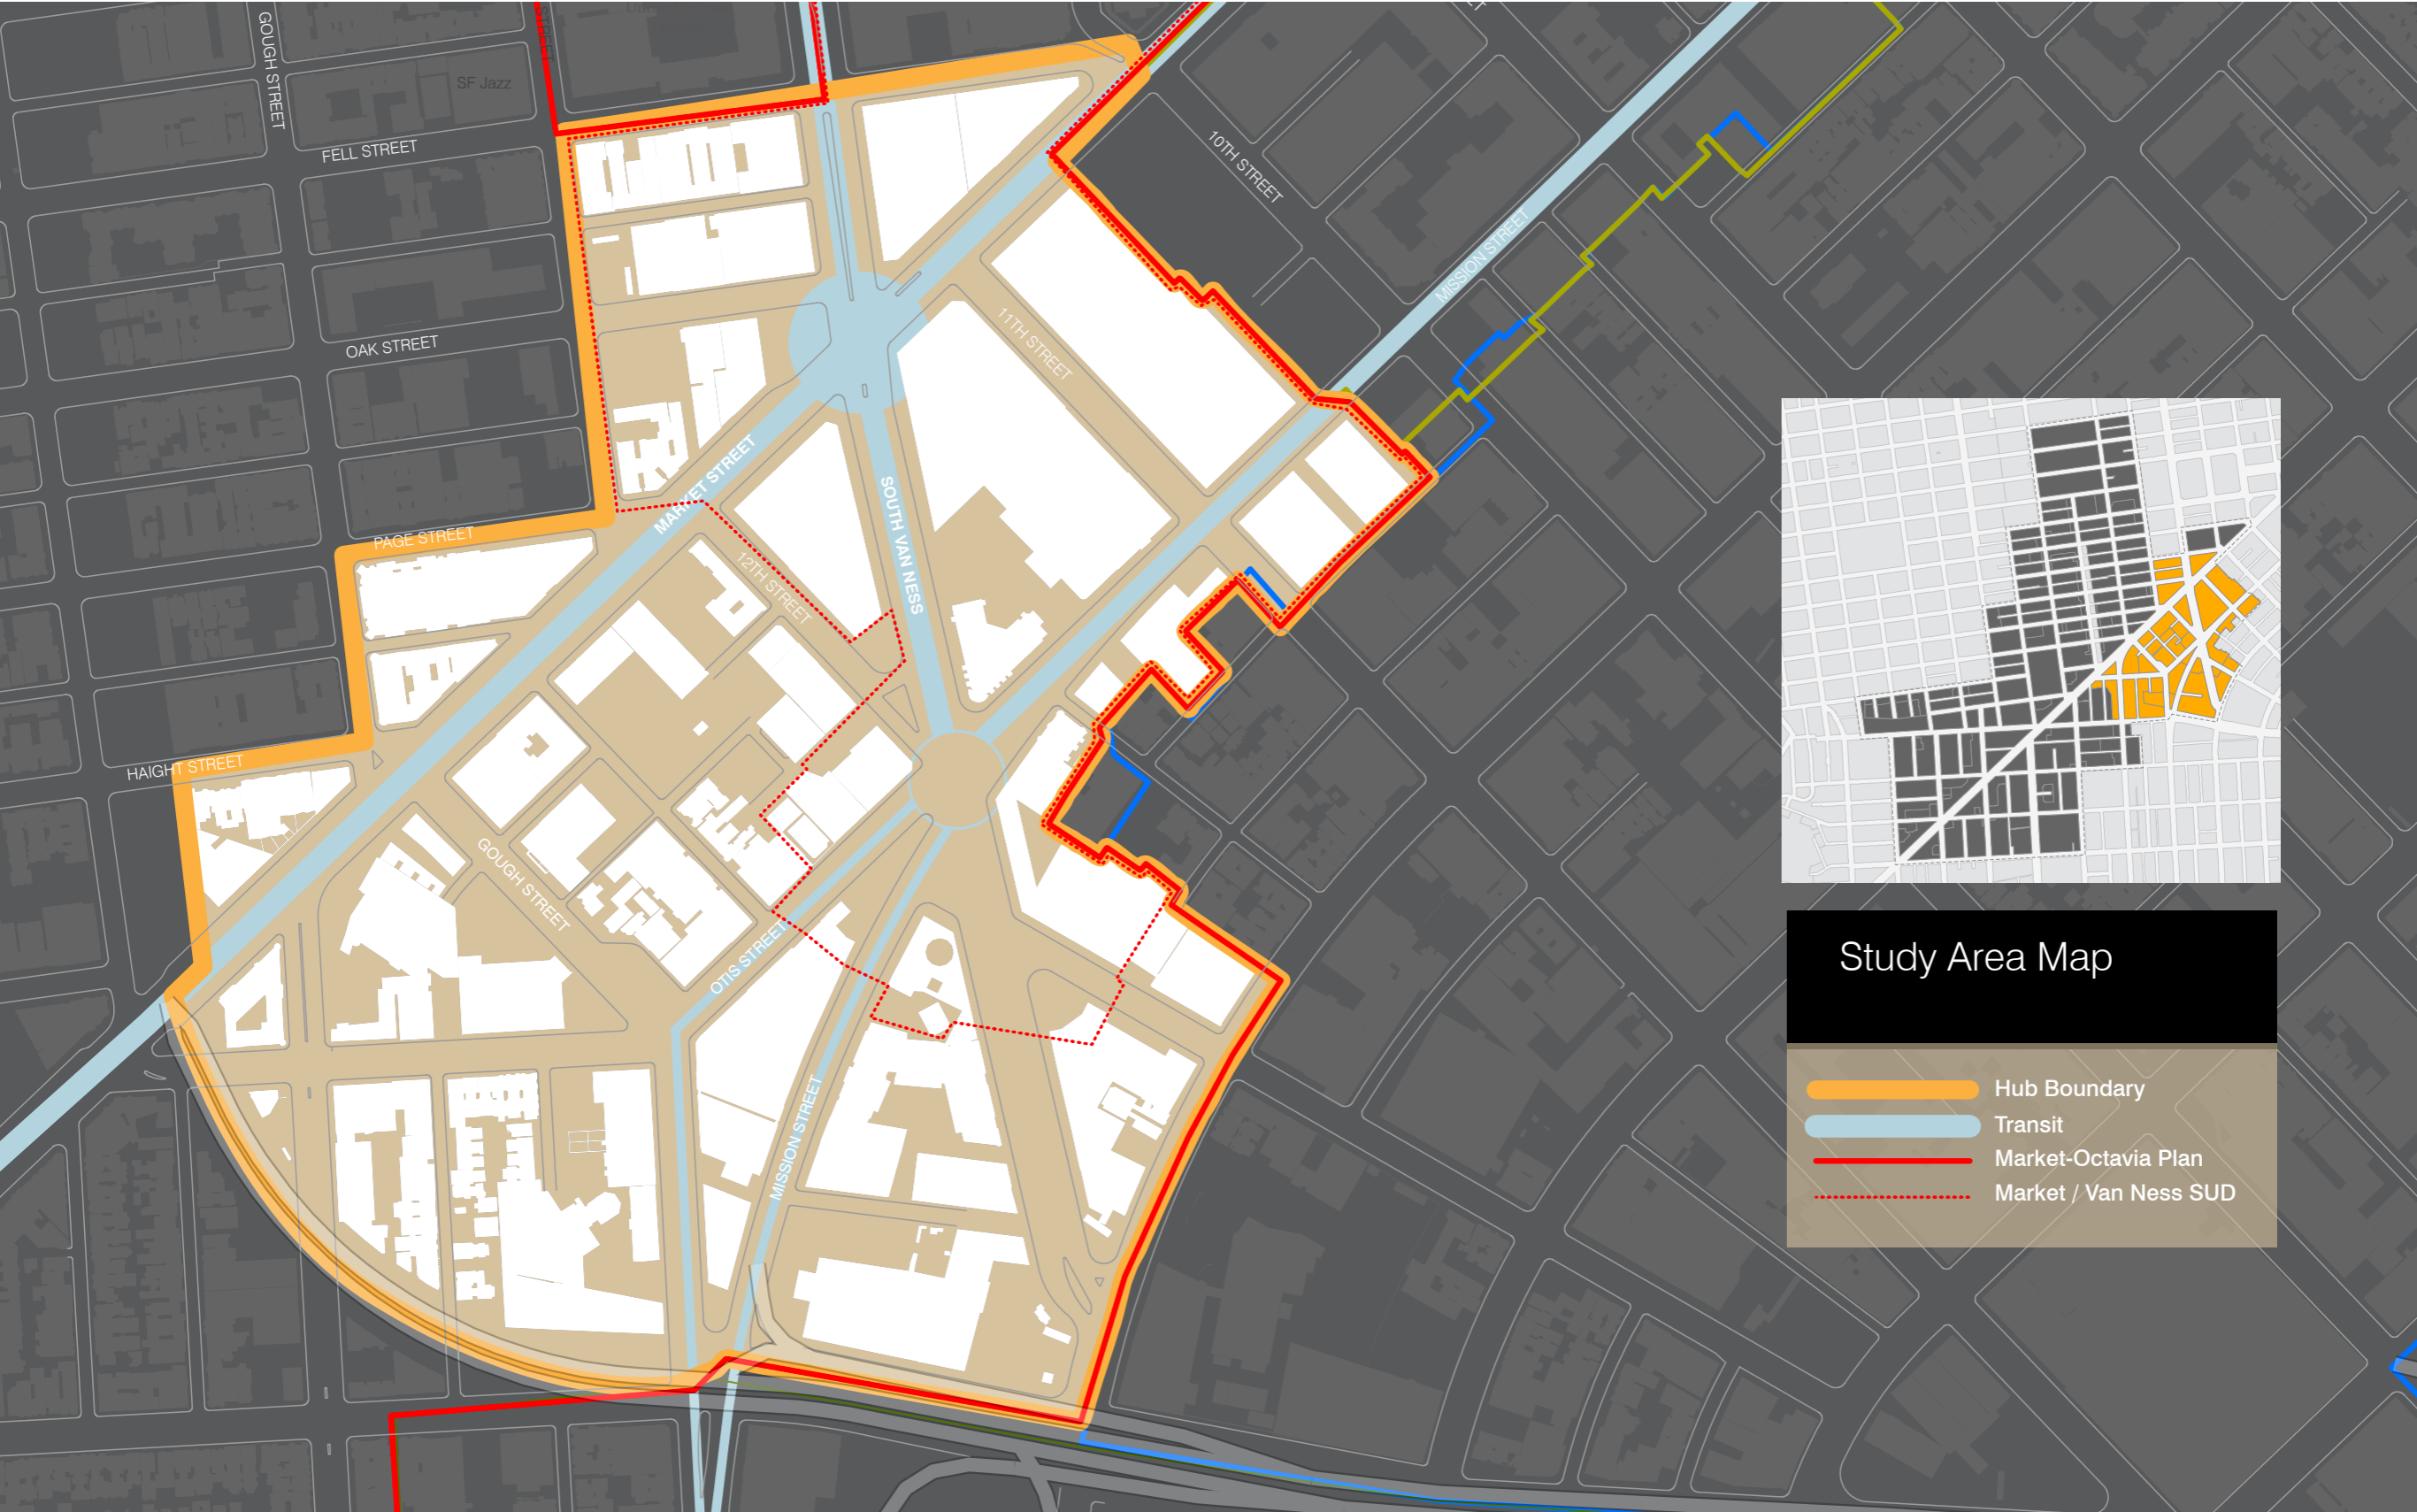 GOUGH STREET
STREET
SF Jazz
FELL STREET
10TH STREET
MISSION STREET
OAK STREET
11TH STREET
MARKET STREET
SOUTH VAN NESS
PAGE STREET
12TH STREET
HAIGHT STREET
GOUGH STREET
OTIS STREET
MISSION STREET
Study Area Map
Hub Boundary
Transit
Market-Octavia Plan
Market / Van Ness SUD